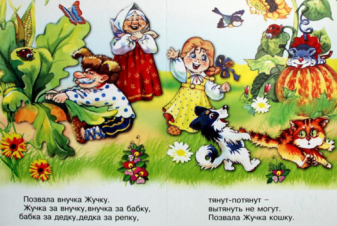 Позвала внучка Жучку.
Жучка за внучку,внучка за бабку,
бабка за дедку,дедка за репку,
тянут-потянут –
вытянуть не могут.
Позвала Жучка кошку.